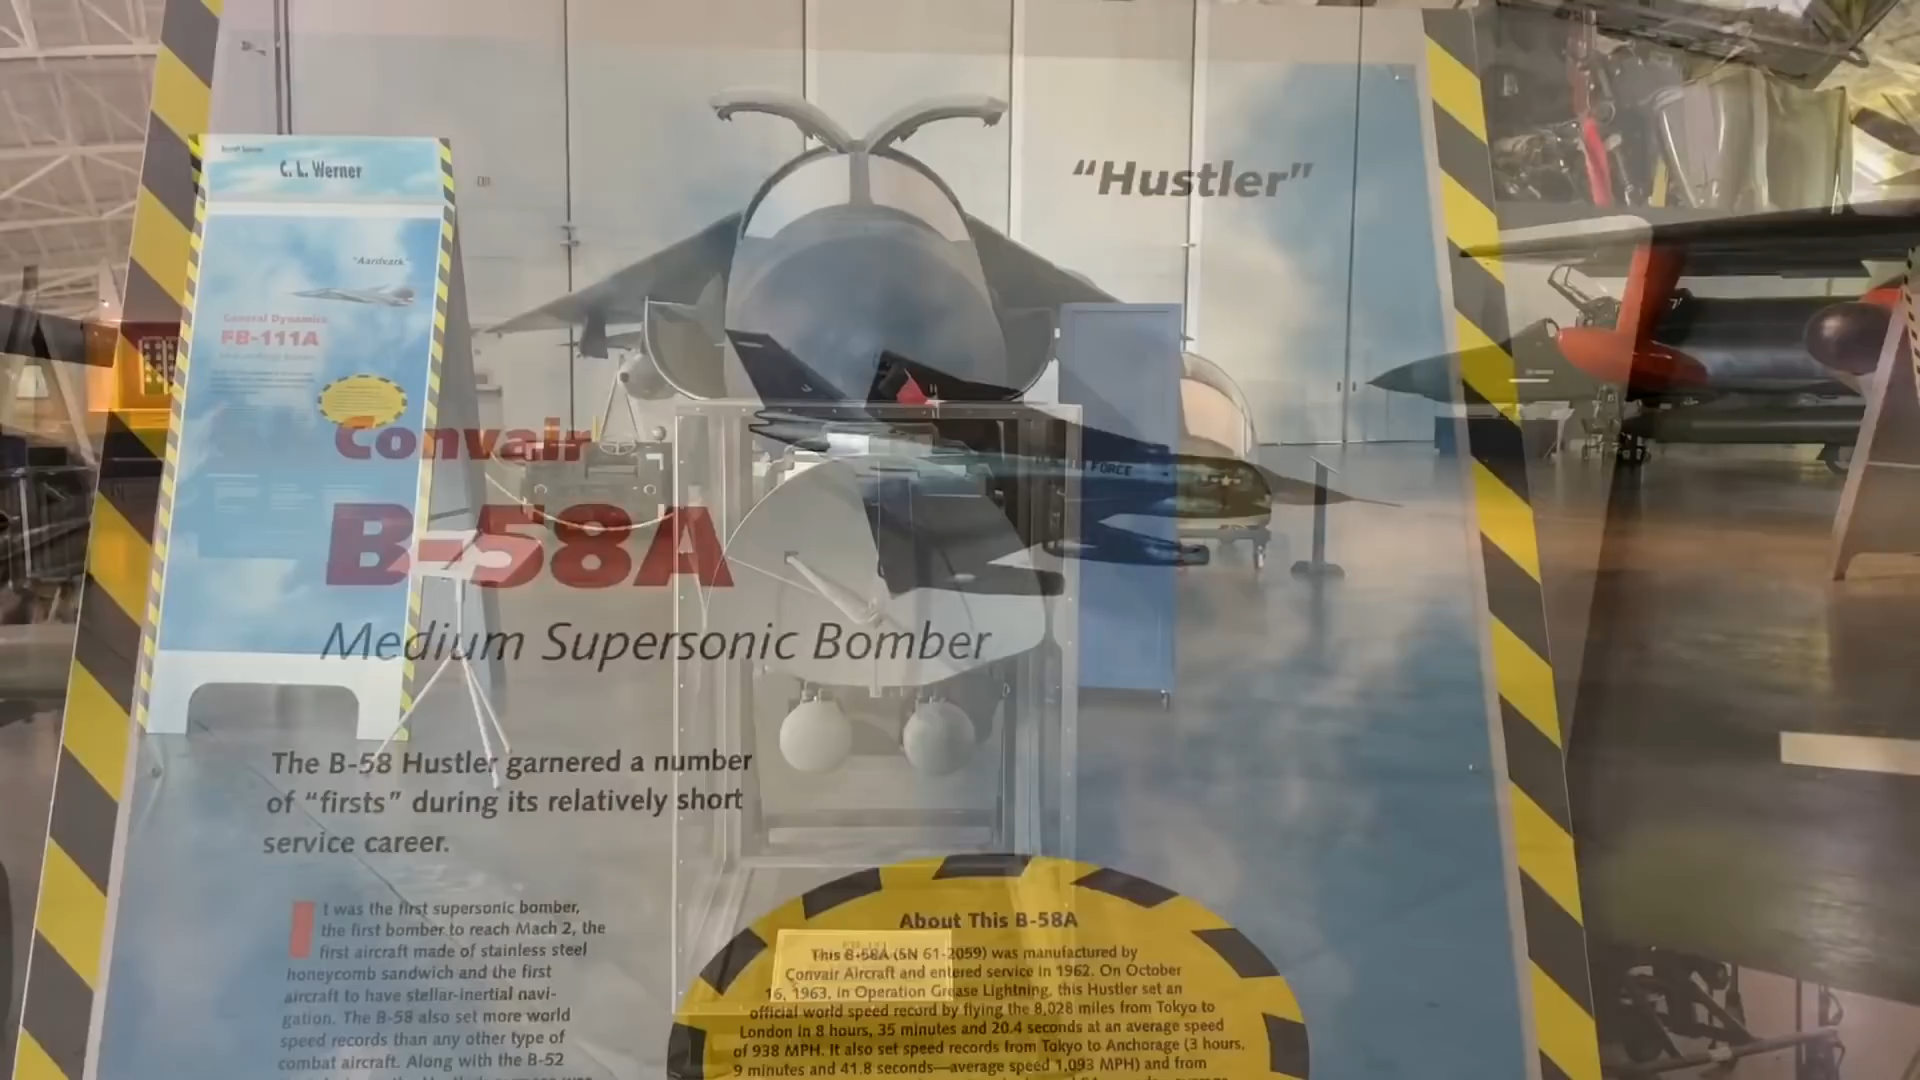 Aircraft Sponsor
C. L. Werner
"Aardvark"
General Dynamics
FB-111A
"Hustler"
Convair
B-58A
Medium Supersonic Bomber
FORCE
The B-58 Hustler garnered a number
of "firsts" during its relatively short
service career.
It was the first supersonic bomber,
the first bomber to reach Mach 2, the
first aircraft made of stainless steel
honeycomb sandwich and the first
aircraft to have stellar-inertial navi-
gation. The B-58 also set more world
speed records than any other type of
combat aircraft. Along with the B-52
About This B-58A
This B-58A (SN 61-2059) was manufactured by
Convair Aircraft and entered service in 1962. On October
16, 1963, in Operation Grease Lightning, this Hustler set an
official world speed record by flying the 8,028 miles from Tokyo to
London in 8 hours, 35 minutes and 20.4 seconds at an average speed
of 938 MPH. It also set speed records from Tokyo to Anchorage (3 hours,
9 minutes and 41.8 seconds—average speed 1,093 MPH) and from